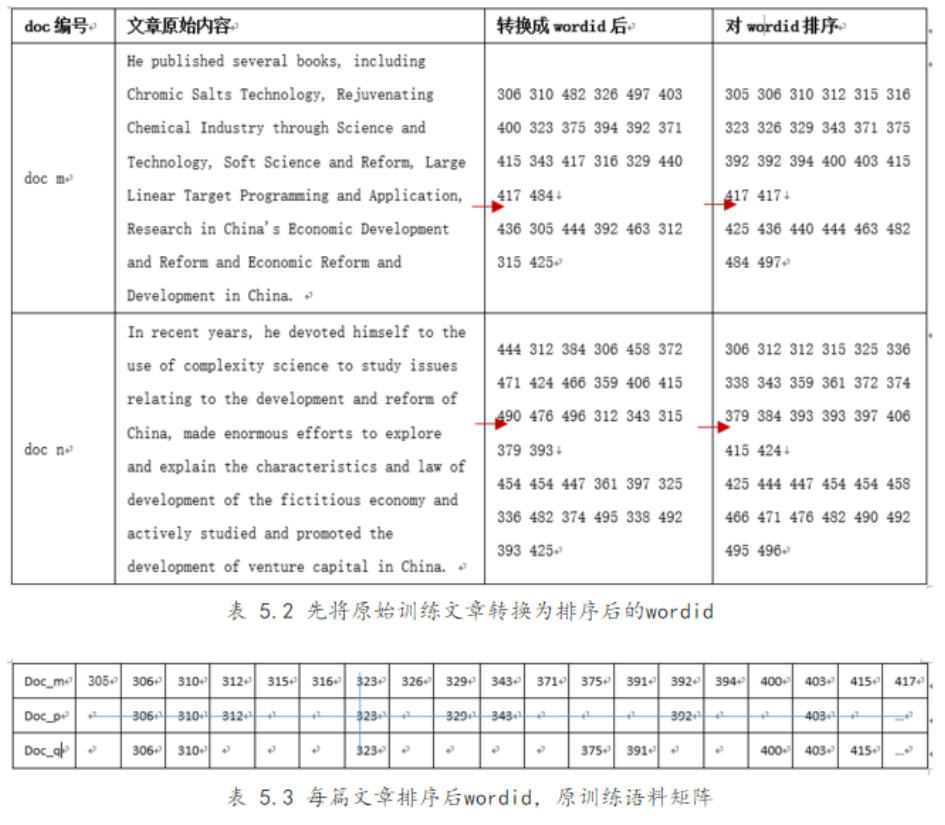 doc 编号 文章原始内容 转换成 wordid 后 对 wordid 排序
doc m
He published several books, including
Chromic Salts Technology, Rejuvenating
Chemical Industry through Science and
Technology, Soft Science and Reform, Large
Linear Target Programming and Application,
Research in China's Economic Development
and Reform and Economic Reform and
Development in China.
306 310 482 326 497 403
400 323 375 394 392 371
415 343 417 316 329 440
417 484
436 305 444 392 463 312
315 425
305 306 310 312 315 316
323 326 329 343 371 375
392 392 394 400 403 415
417 417
425 436 440 444 463 482
484 497
doc n
In recent years, he devoted himself to the
use of complexity science to study issues
relating to the development and reform of
China, made enormous efforts to explore
and explain the characteristics and law of
development of the fictitious economy and
actively studied and promoted the
development of venture capital in China.
444 312 384 306 458 372
471 424 466 359 406 415
490 476 496 312 343 315
379 393
454 454 447 361 397 325
336 482 374 495 338 492
393 425
306 312 312 315 325 336
338 343 359 361 372 374
379 384 393 393 397 406
415 424
425 444 447 454 454 458
466 471 476 482 490 492
495 496
表 5.2 先将原始训练文章转换为排序后的wordid
Doc_m 305 306 310 312 315 316 323 326 329 343 371 375 391 392 394 400 403 415 417
Doc_p 306 310 312 323 329 343 392 403 ...
Doc_q 306 310 323 375 391 400 403 415 ...
表 5.3 每篇文章排序后wordid, 原训练语料矩阵